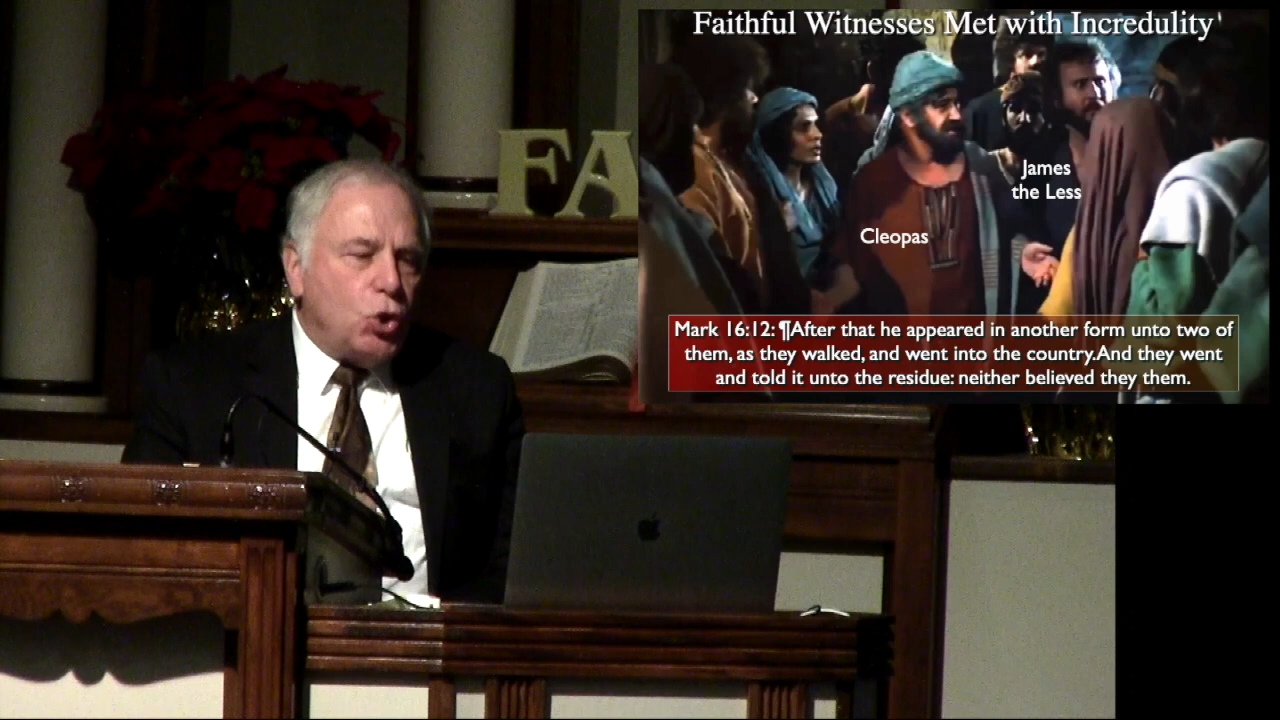 Faithful Witnesses Met with Incredulity
FA
James
the Less
Cleopas
Mark 16:12: ¶After that he appeared in another form unto two of
them, as they walked, and went into the country.And they went
and told it unto the residue: neither believed they them.